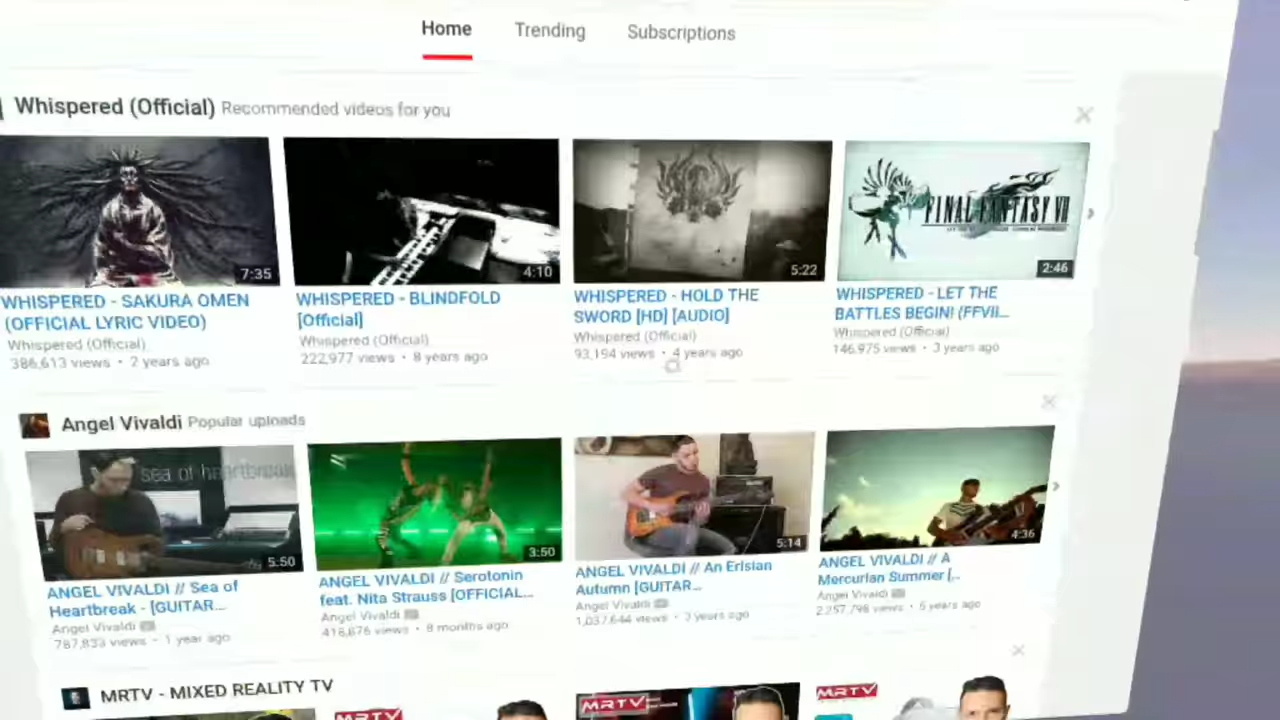 Home Trending Subscriptions
Whispered (Official) Recommended videos for you
FINAL FANTASY VII
7:35 4:10 5:22 2:46
WHISPERED - SAKURA OMEN (OFFICIAL LYRIC VIDEO)
Whispered (Official)
386,613 views • 2 years ago
WHISPERED - BLINDFOLD [Official]
Whispered (Official)
222,977 views • 8 years ago
WHISPERED - HOLD THE SWORD [HD] [AUDIO]
Whispered (Official)
93,194 views • 4 years ago
WHISPERED - LET THE BATTLES BEGIN! (FFVII...
Whispered (Official)
146,975 views • 3 years ago
Angel Vivaldi Popular uploads
sea of heartbreak
5:50 3:50 5:14 4:36
ANGEL VIVALDI // Sea of Heartbreak - [GUITAR...
Angel Vivaldi
787,833 views • 1 year ago
ANGEL VIVALDI // Serotonin feat. Nita Strauss [OFFICIAL...
Angel Vivaldi
418,676 views • 8 months ago
ANGEL VIVALDI // An Erisian Autumn [GUITAR...
Angel Vivaldi
1,037,644 views • 3 years ago
ANGEL VIVALDI // A Mercurian Summer [...
Angel Vivaldi
2,257,798 views • 5 years ago
MRTV - MIXED REALITY TV
MRTV MRTV MRTV